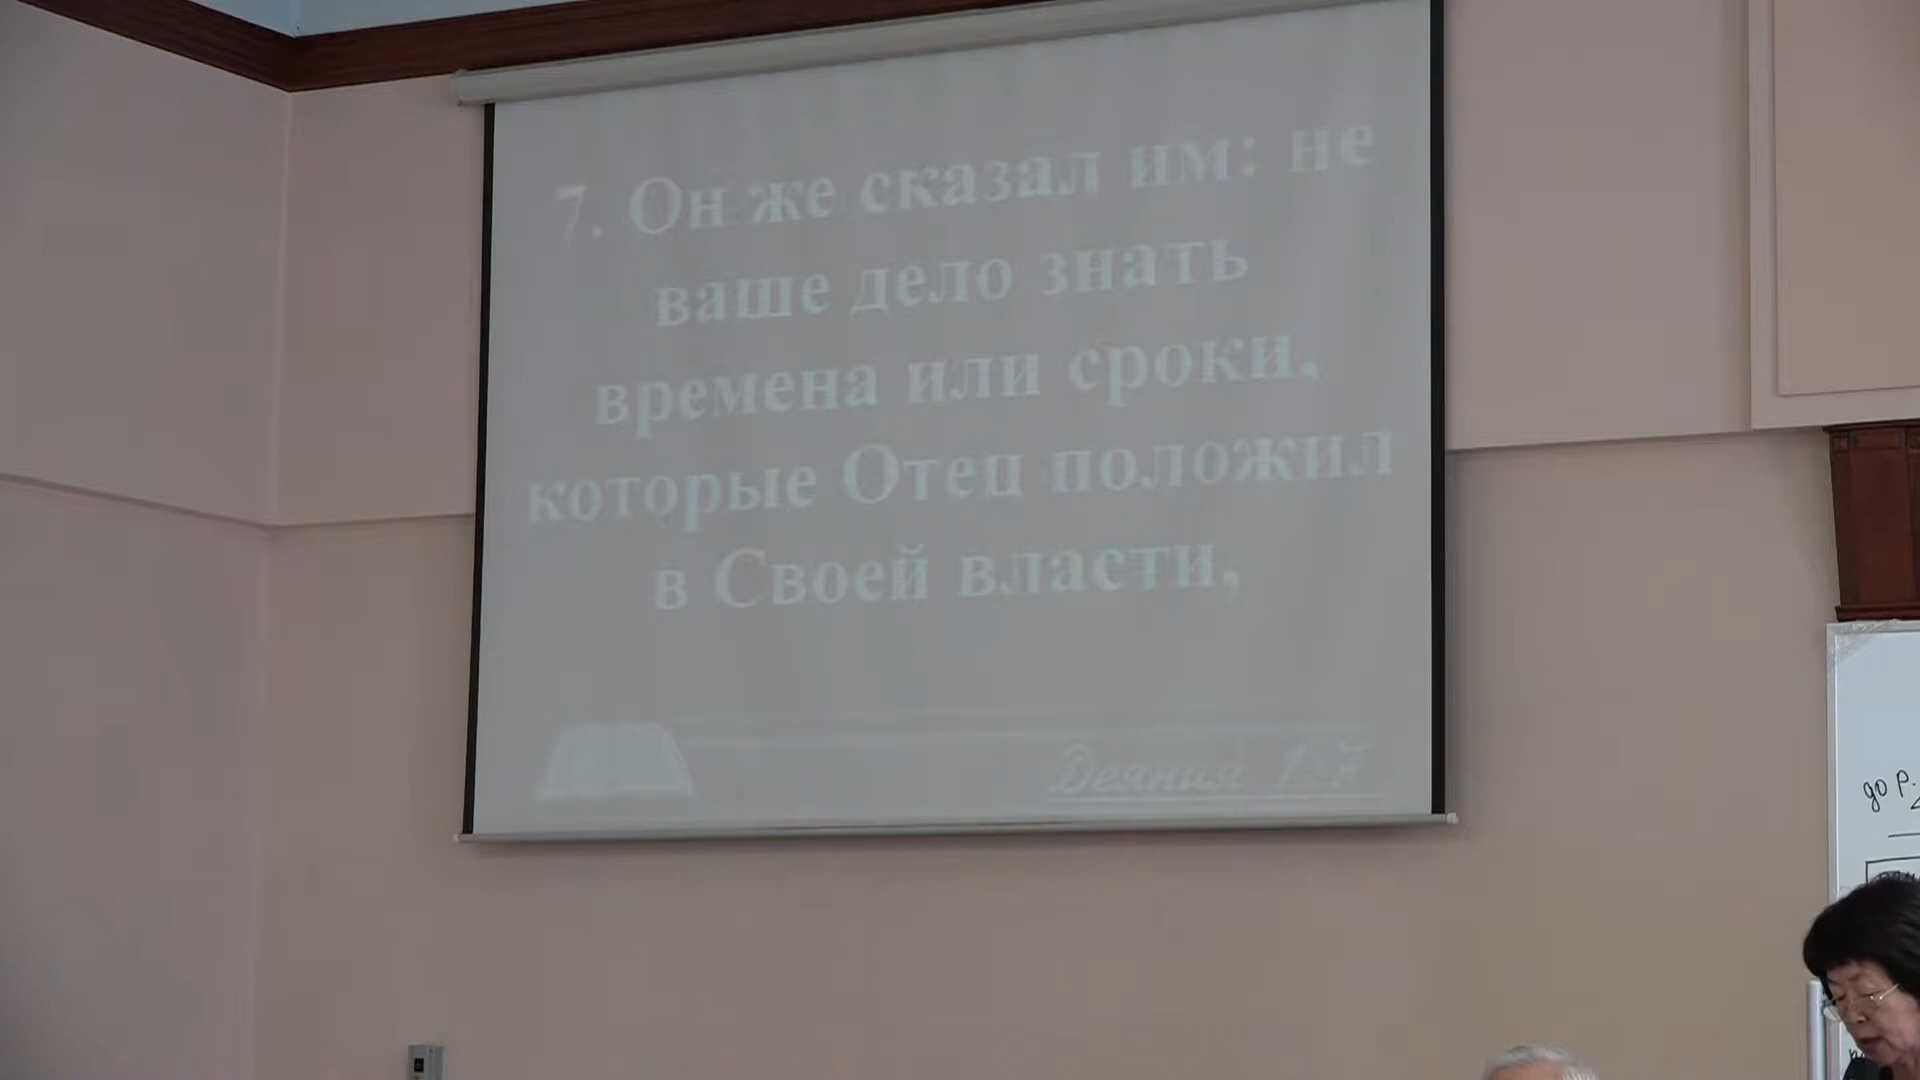 7. Он же сказал им: не
ваше дело знать
времена или сроки,
которые Отец положил
в Своей власти,
Деяния 1:7
до р.